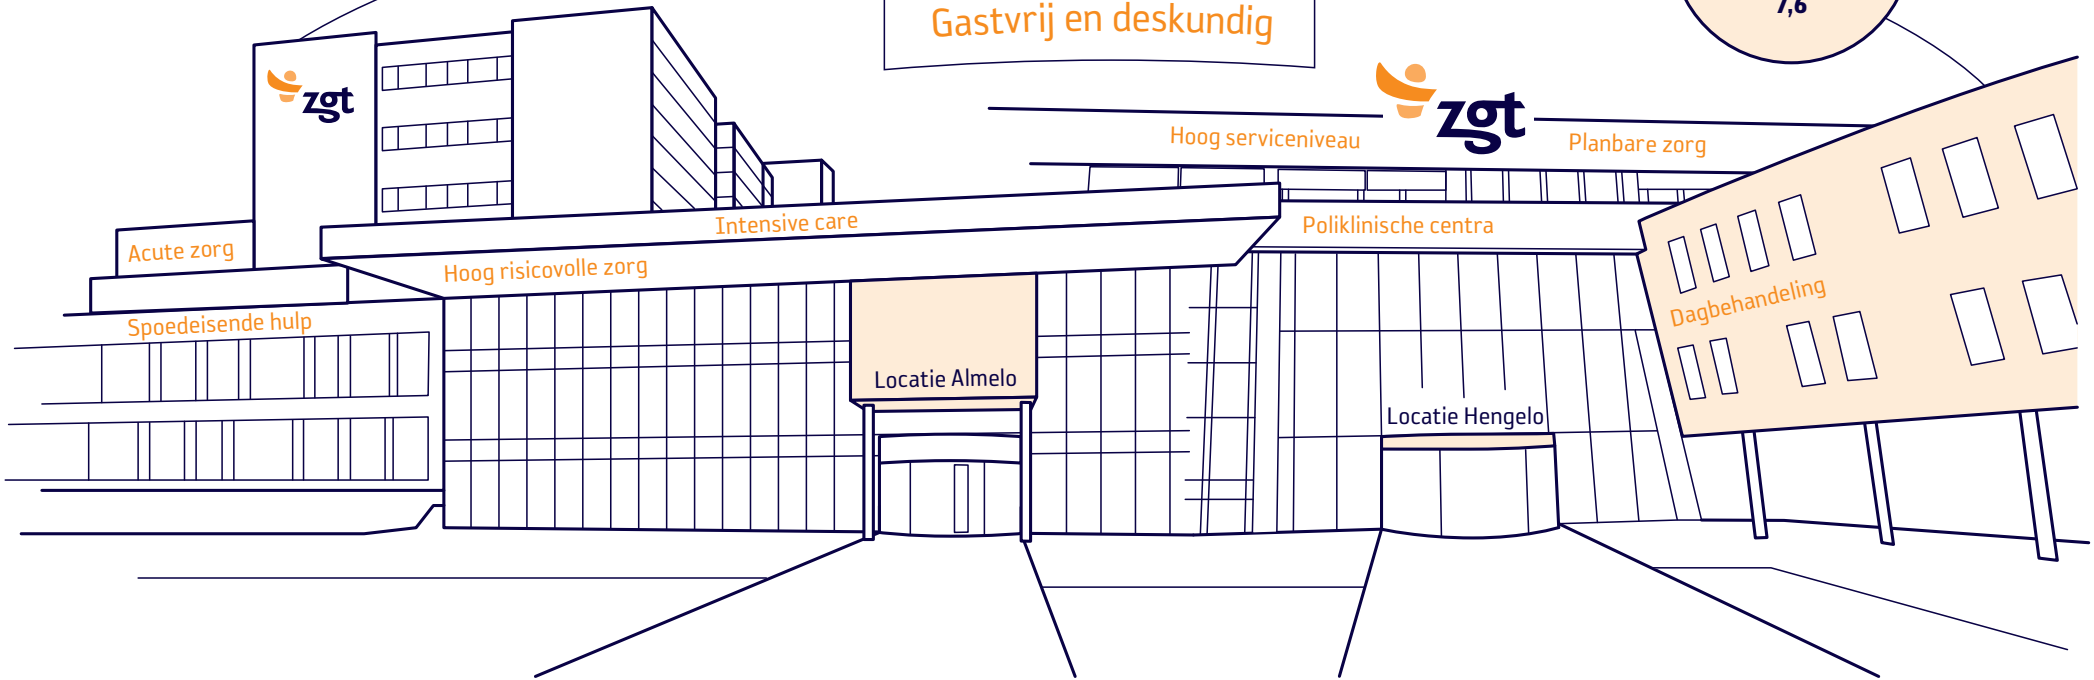 7,6
Gastvrij en deskundig
zgt
zgt
Hoog serviceniveau
Planbare zorg
Intensive care
Poliklinische centra
Acute zorg
Hoog risicovolle zorg
Dagbehandeling
Spoedeisende hulp
Locatie Almelo
Locatie Hengelo